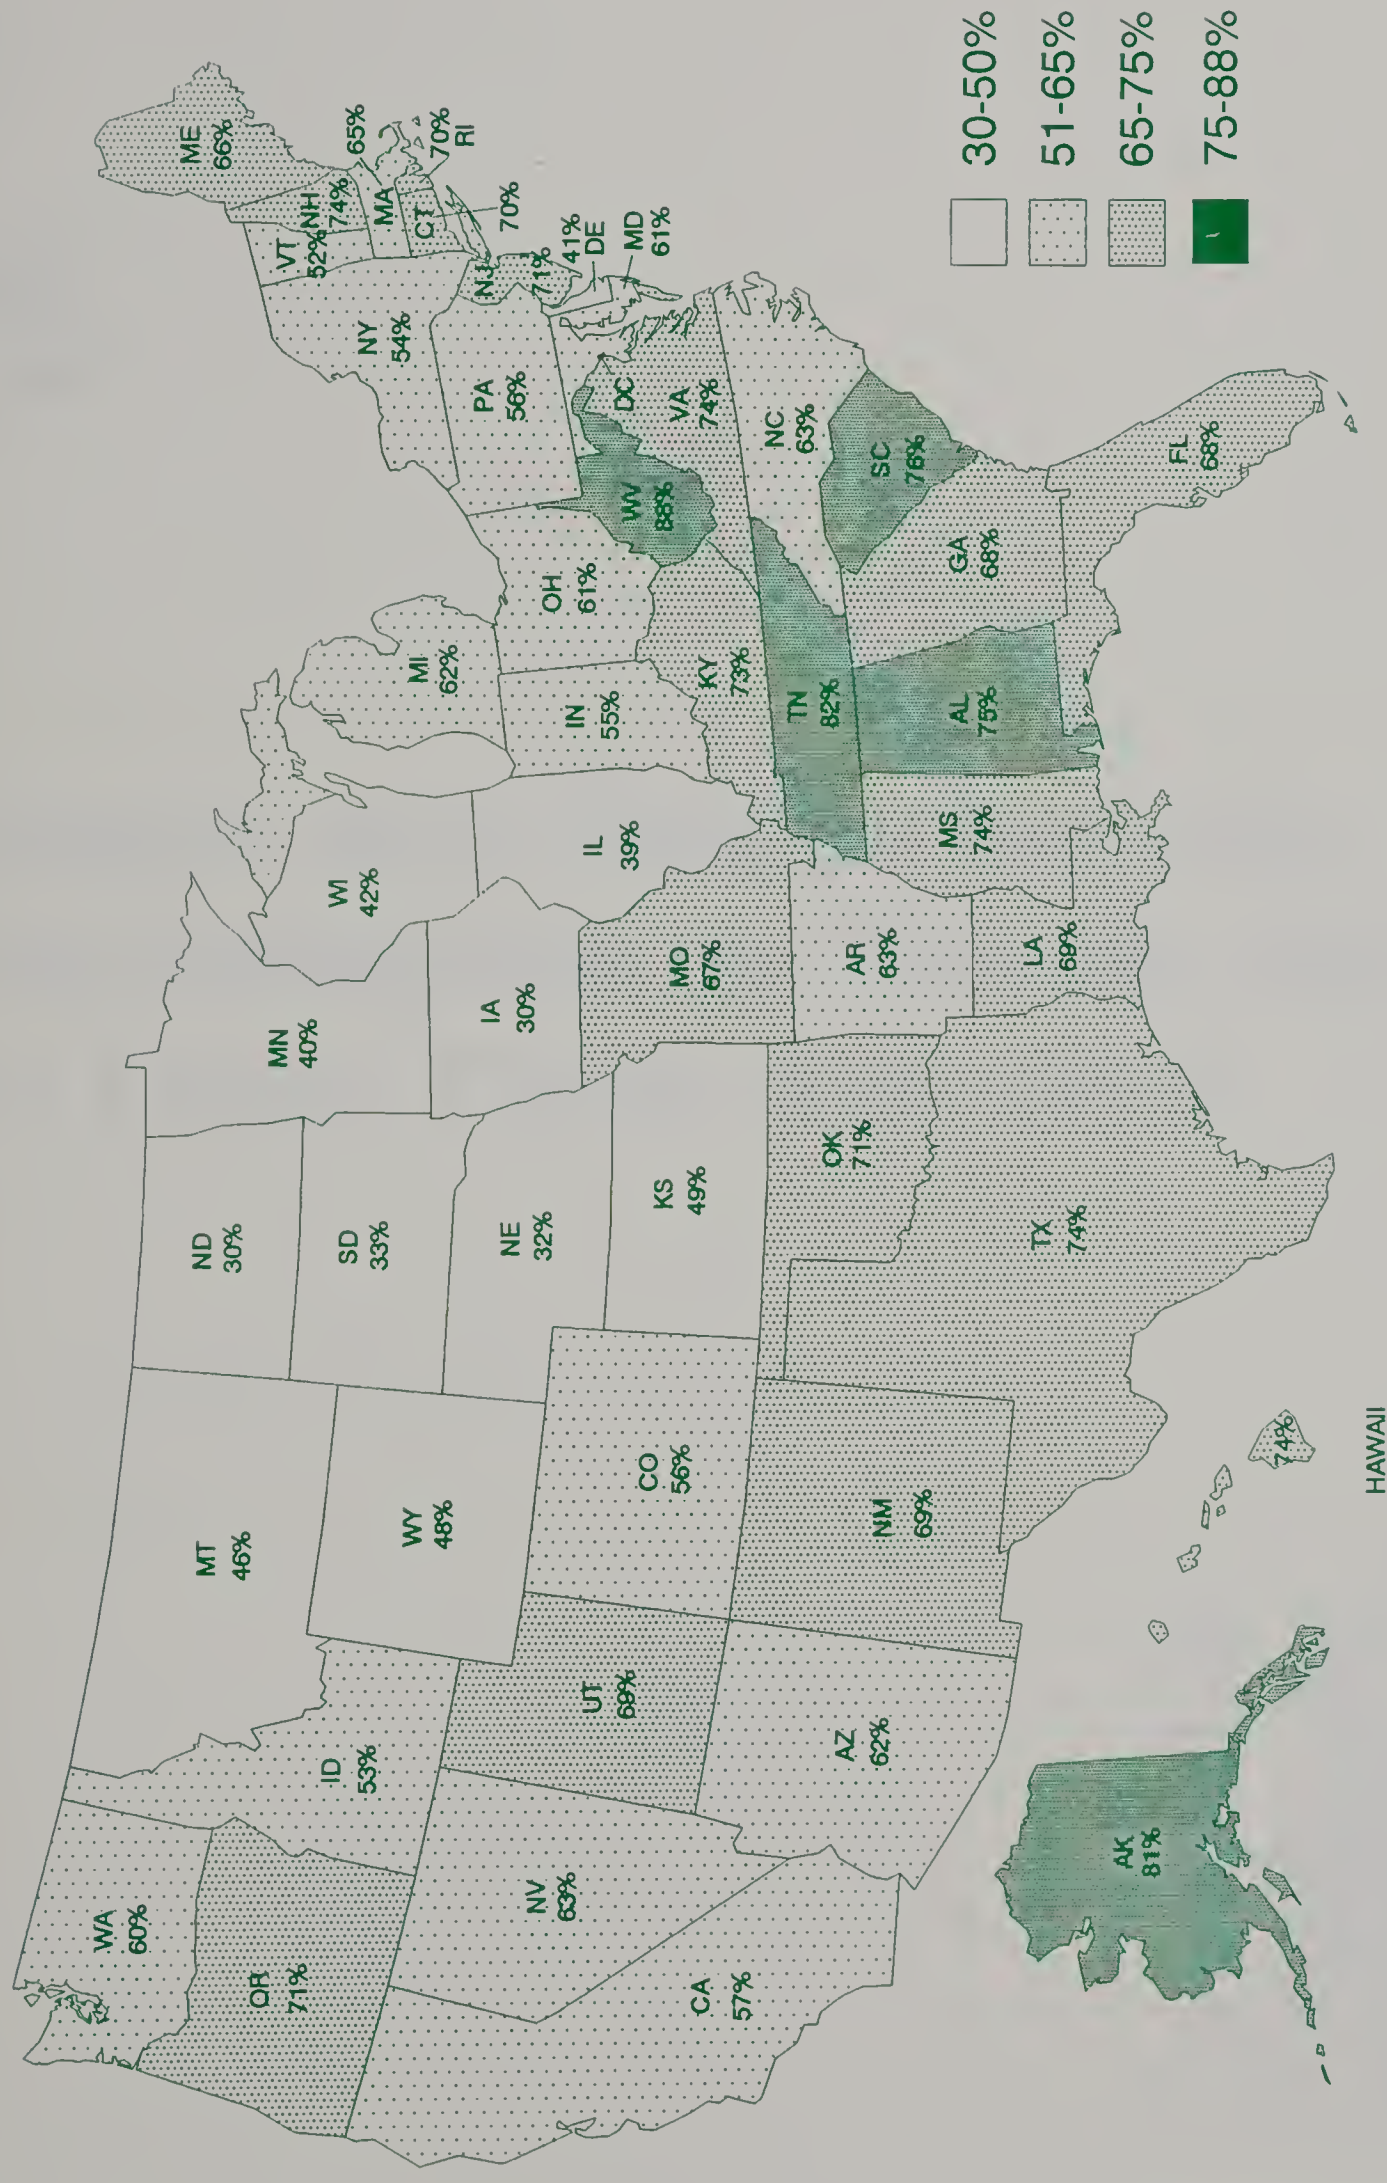 WA
60%
OR
71%
CA
57%
NV
63%
ID
53%
MT
46%
WY
48%
UT
69%
CO
56%
AZ
62%
NM
69%
ND
30%
SD
33%
NE
32%
KS
49%
OK
71%
TX
74%
MN
40%
IA
30%
MO
67%
AR
63%
LA
69%
WI
42%
IL
39%
MS
74%
MI
62%
IN
55%
OH
61%
KY
73%
TN
82%
AL
75%
GA
68%
FL
68%
SC
76%
NC
63%
VA
74%
WV
88%
DC
PA
56%
NY
54%
VT
52%
NH
74%
ME
66%
MA
65%
CT
70%
70%
RI
NJ
71%
41%
DE
MD
61%
AK
81%
74%
HAWAII
30-50%
51-65%
65-75%
75-88%